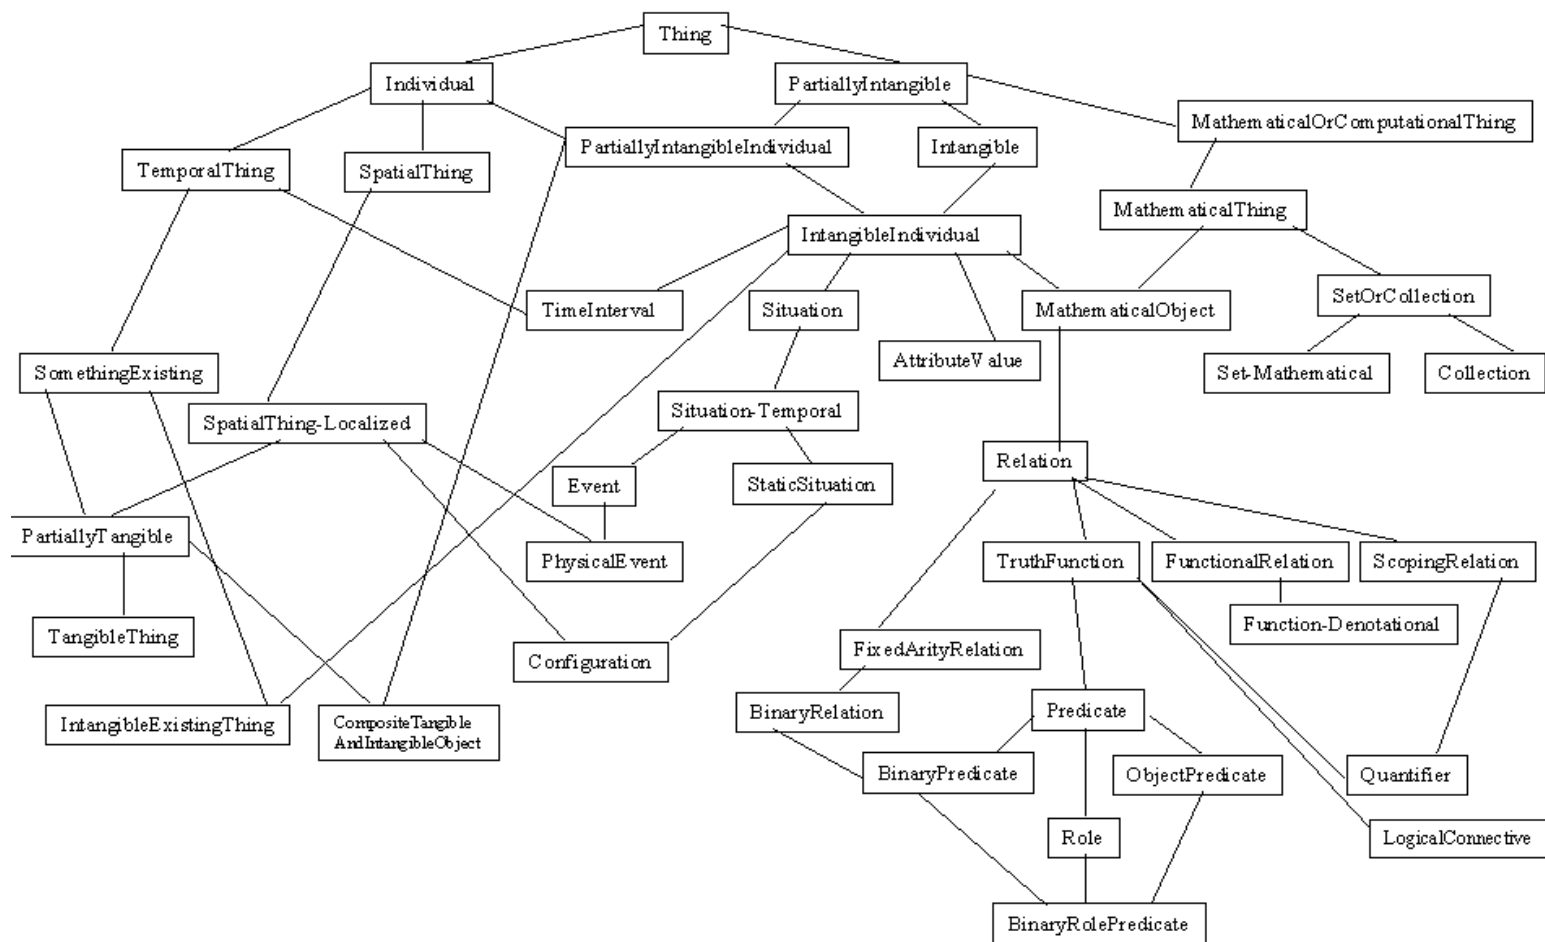 Thing
Individual
PartiallyIntangible
MathematicalOrComputationalThing
PartiallyIntangibleIndividual
Intangible
TemporalThing
SpatialThing
MathematicalThing
IntangibleIndividual
SetOrCollection
TimeInterval
Situation
MathematicalObject
AttributeValue
SomethingExisting
Set-Mathematical
Collection
SpatialThing-Localized
Situation-Temporal
Relation
Event
StaticSituation
PartiallyTangible
PhysicalEvent
TruthFunction
FunctionalRelation
ScopingRelation
TangibleThing
Function-Denotational
Configuration
FixedArityRelation
IntangibleExistingThing
CompositeTangible
AndIntangibleObject
BinaryRelation
Predicate
BinaryPredicate
ObjectPredicate
Quantifier
Role
LogicalConnective
BinaryRolePredicate